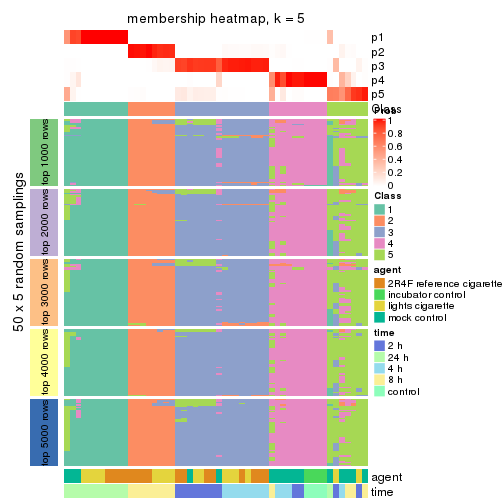 membership heatmap, k = 5
p1
p2
p3
p4
p5
Class
Prob
1
0.8
0.6
0.4
0.2
0
50 x 5 random samplings
top 1000 rows
top 2000 rows
top 3000 rows
top 4000 rows
top 5000 rows
Class
1
2
3
4
5
agent
2R4F reference cigarette
incubator control
lights cigarette
mock control
time
2 h
24 h
4 h
8 h
control
agent
time